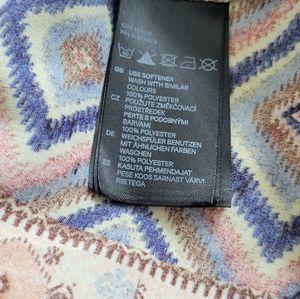 GB USE SOFTENER
WASH WITH SIMILAR
COLOURS
100% POLYESTER
CZ POUŽIJTE ZMĚKČOVACÍ
PROSTŘEDEK
PERTE S PODOBNÝMI
BARVAMI
100% POLYESTER
DE WEICHSPÜLER BENUTZEN
MIT ÄHNLICHEN FARBEN
WASCHEN
100% POLYESTER
EE KASUTA PEHMENDAJAT
PESE KOOS SARNAST VÄRVI
RIIETEGA